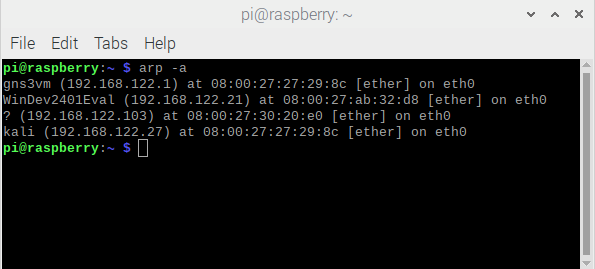 pi@raspberry: ~
File Edit Tabs Help
pi@raspberry:~ $ arp -a
gns3vm (192.168.122.1) at 08:00:27:27:29:8c [ether] on eth0
WinDev2401Eval (192.168.122.21) at 08:00:27:ab:32:d8 [ether] on eth0
? (192.168.122.103) at 08:00:27:30:20:e0 [ether] on eth0
kali (192.168.122.27) at 08:00:27:27:29:8c [ether] on eth0
pi@raspberry:~ $